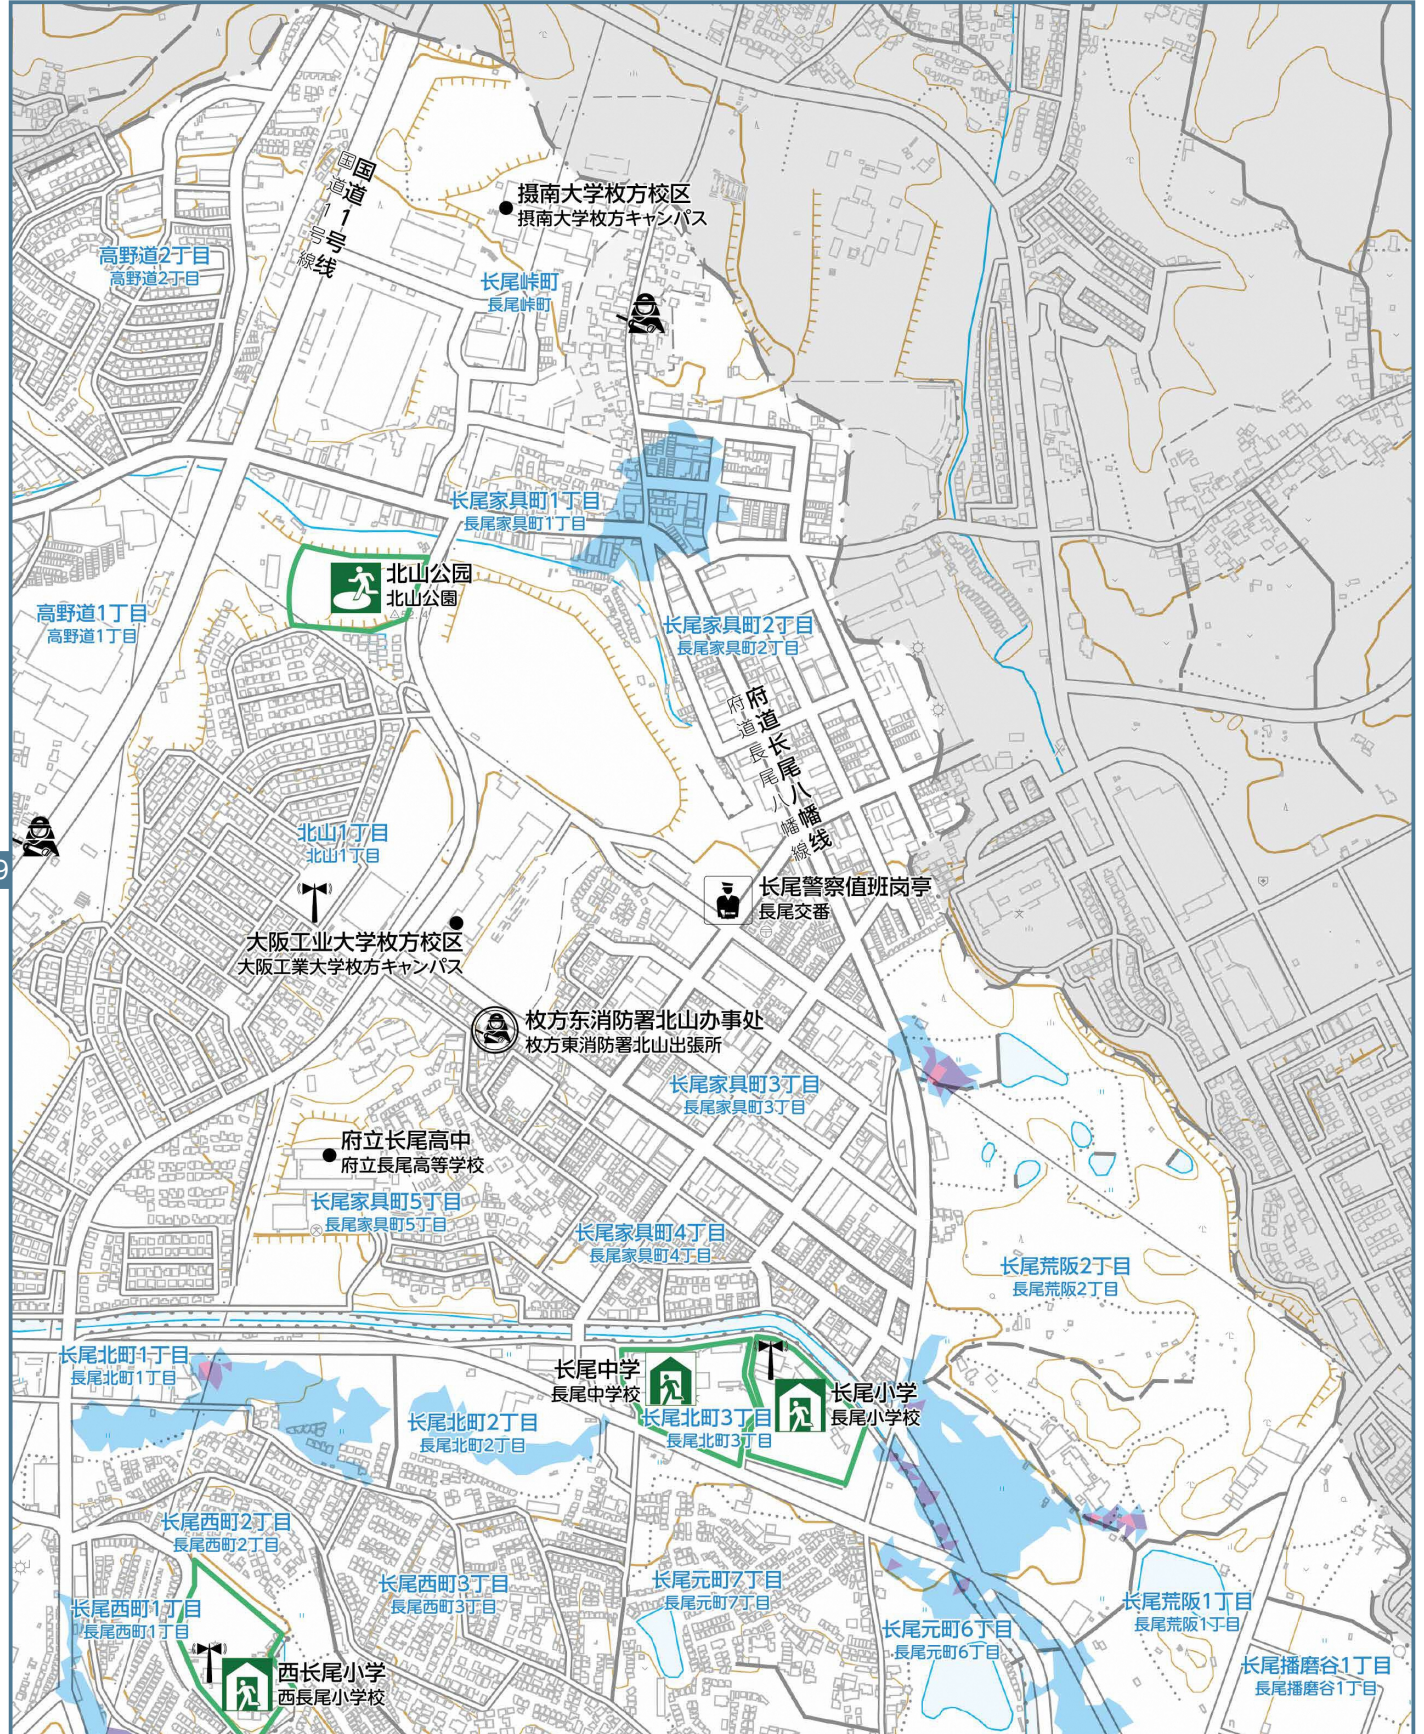 国道1号线
国道1号線
摄南大学枚方校区
摂南大学枚方キャンパス
高野道2丁目
高野道2丁目
长尾峠町
長尾峠町
长尾家具町1丁目
長尾家具町1丁目
北山公园
北山公園
高野道1丁目
高野道1丁目
长尾家具町2丁目
長尾家具町2丁目
府道长尾八幡线
府道長尾八幡線
北山1丁目
北山1丁目
9
长尾警察值班岗亭
長尾交番
大阪工业大学枚方校区
大阪工業大学枚方キャンパス
枚方东消防署北山办事处
枚方東消防署北山出張所
长尾家具町3丁目
長尾家具町3丁目
府立长尾高中
府立長尾高等学校
长尾家具町5丁目
長尾家具町5丁目
长尾家具町4丁目
長尾家具町4丁目
长尾荒阪2丁目
長尾荒阪2丁目
长尾北町1丁目
長尾北町1丁目
长尾中学
長尾中学校
长尾小学
長尾小学校
长尾北町2丁目
長尾北町2丁目
长尾北町3丁目
長尾北町3丁目
长尾西町2丁目
長尾西町2丁目
长尾西町3丁目
長尾西町3丁目
长尾元町7丁目
長尾元町7丁目
长尾西町1丁目
長尾西町1丁目
长尾荒阪1丁目
長尾荒阪1丁目
长尾元町6丁目
長尾元町6丁目
长尾播磨谷1丁目
長尾播磨谷1丁目
西长尾小学
西長尾小学校